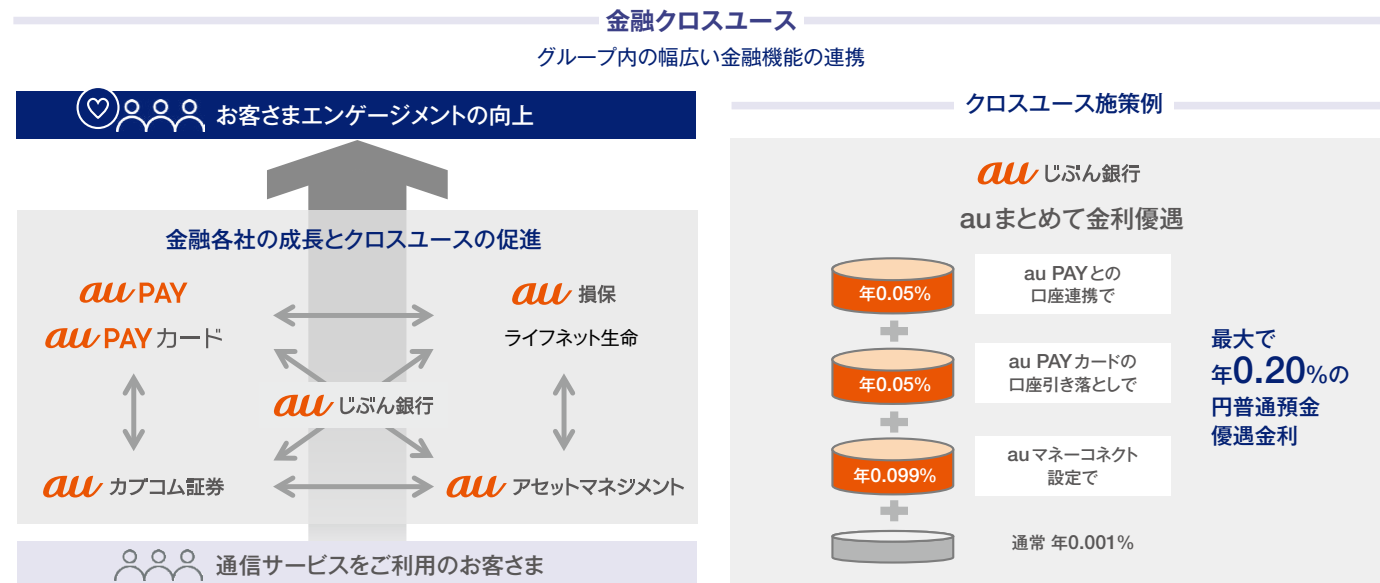 金融クロスユース
グループ内の幅広い金融機能の連携
お客さまエンゲージメントの向上
金融各社の成長とクロスユースの促進
au PAY
au PAY カード
au 損保
ライフネット生命
au じぶん銀行
au カブコム証券
au アセットマネジメント
通信サービスをご利用のお客さま
クロスユース施策例
au じぶん銀行
auまとめて金利優遇
年0.05%
au PAYとの
口座連携で
年0.05%
au PAYカードの
口座引き落としで
年0.099%
auマネーコネクト
設定で
通常 年0.001%
最大で
年0.20%の
円普通預金
優遇金利